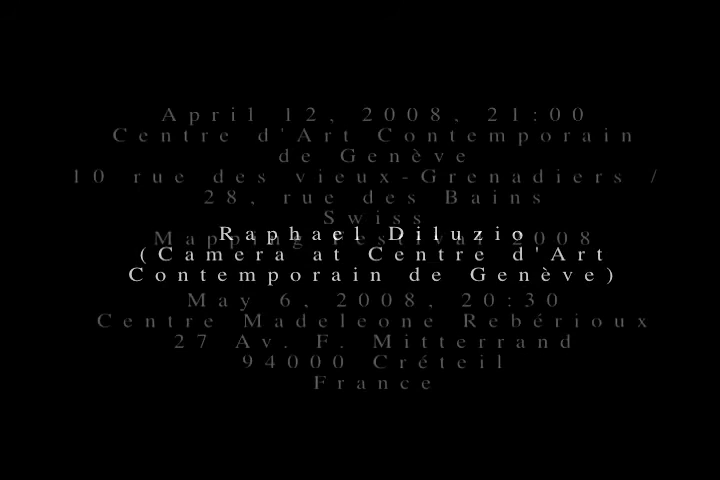 April 12, 2008, 21:00
Centre d'Art Contemporain
de Genève
10 rue des vieux-Grenadiers /
28, rue des Bains
Swiss
Raphael Diluzio
Mapping Festival 2008
(Camera at Centre d'Art
Contemporain de Genève)
May 6, 2008, 20:30
Centre Madeleone Rebérioux
27 Av. F. Mitterrand
94000 Créteil
France